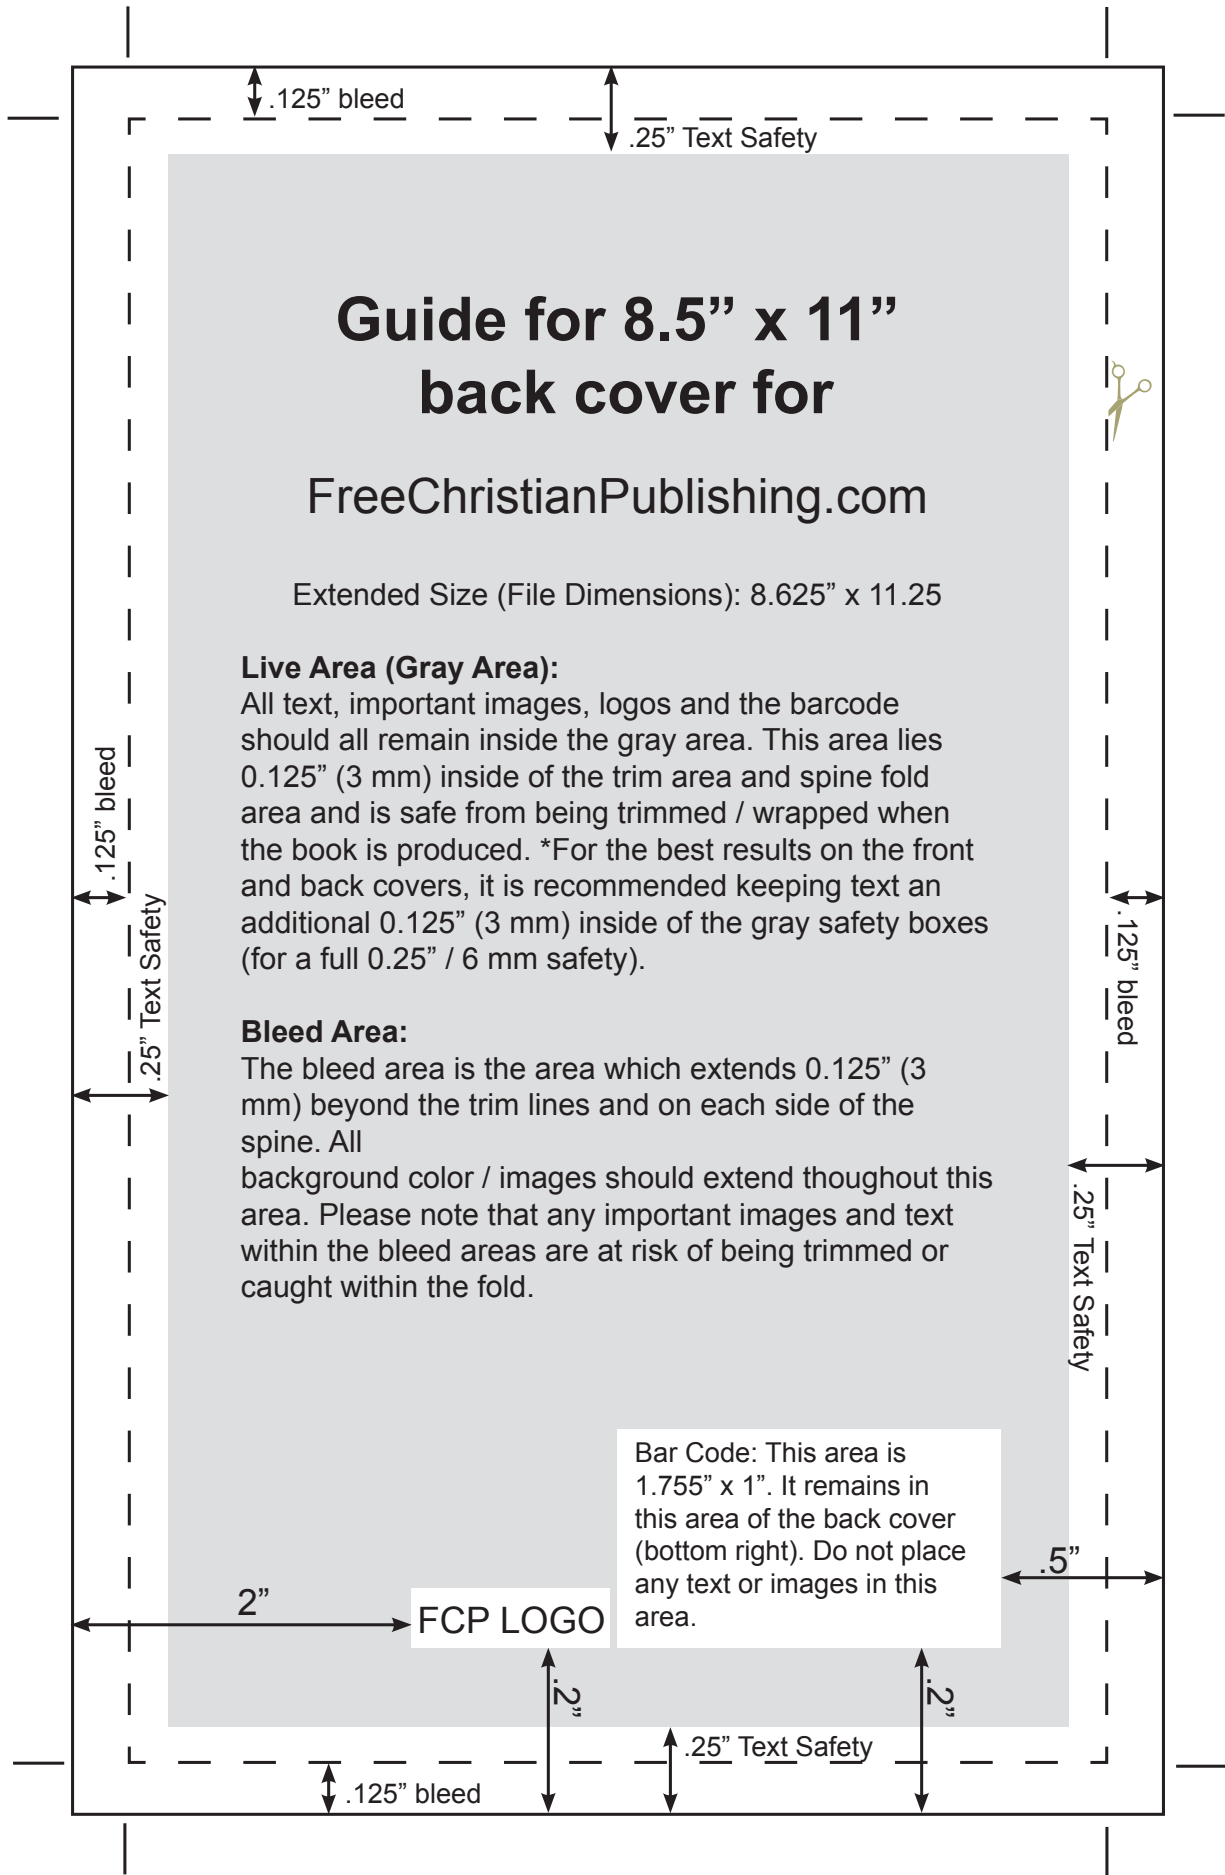 .125” bleed
.25” Text Safety
Guide for 8.5” x 11”
back cover for
FreeChristianPublishing.com
Extended Size (File Dimensions): 8.625” x 11.25
Live Area (Gray Area):
All text, important images, logos and the barcode
should all remain inside the gray area. This area lies
0.125” (3 mm) inside of the trim area and spine fold
area and is safe from being trimmed / wrapped when
the book is produced. *For the best results on the front
and back covers, it is recommended keeping text an
additional 0.125” (3 mm) inside of the gray safety boxes
(for a full 0.25” / 6 mm safety).
.125” bleed
.25” Text Safety
.125” bleed
Bleed Area:
The bleed area is the area which extends 0.125” (3
mm) beyond the trim lines and on each side of the
spine. All
background color / images should extend thoughout this
area. Please note that any important images and text
within the bleed areas are at risk of being trimmed or
caught within the fold.
.25” Text Safety
Bar Code: This area is
1.755” x 1”. It remains in
this area of the back cover
(bottom right). Do not place
any text or images in this
area.
.5”
2”
FCP LOGO
.2”
.2”
.25” Text Safety
.125” bleed